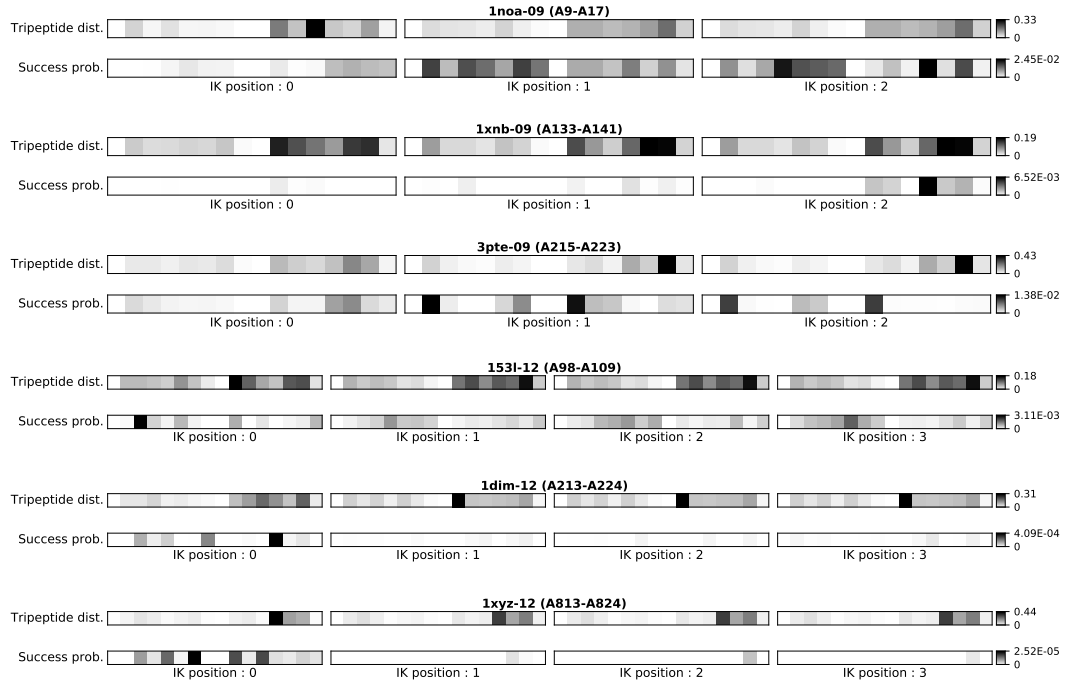 1noa-09 (A9-A17)
Tripeptide dist.
0.33
0
Success prob.
2.45E-02
0
IK position : 0
IK position : 1
IK position : 2
1xnb-09 (A133-A141)
Tripeptide dist.
0.19
0
Success prob.
6.52E-03
0
IK position : 0
IK position : 1
IK position : 2
3pte-09 (A215-A223)
Tripeptide dist.
0.43
0
Success prob.
1.38E-02
0
IK position : 0
IK position : 1
IK position : 2
153l-12 (A98-A109)
Tripeptide dist.
0.18
0
Success prob.
3.11E-03
0
IK position : 0
IK position : 1
IK position : 2
IK position : 3
1dim-12 (A213-A224)
Tripeptide dist.
0.31
0
Success prob.
4.09E-04
0
IK position : 0
IK position : 1
IK position : 2
IK position : 3
1xyz-12 (A813-A824)
Tripeptide dist.
0.44
0
Success prob.
2.52E-05
0
IK position : 0
IK position : 1
IK position : 2
IK position : 3